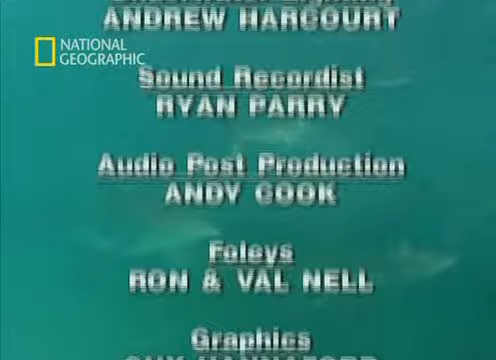 ANDREW HARCOURT
NATIONAL
GEOGRAPHIC
Sound Recordist
RYAN PARRY
Audio Post Production
ANDY COOK
Foleys
RON & VAL NELL
Graphics